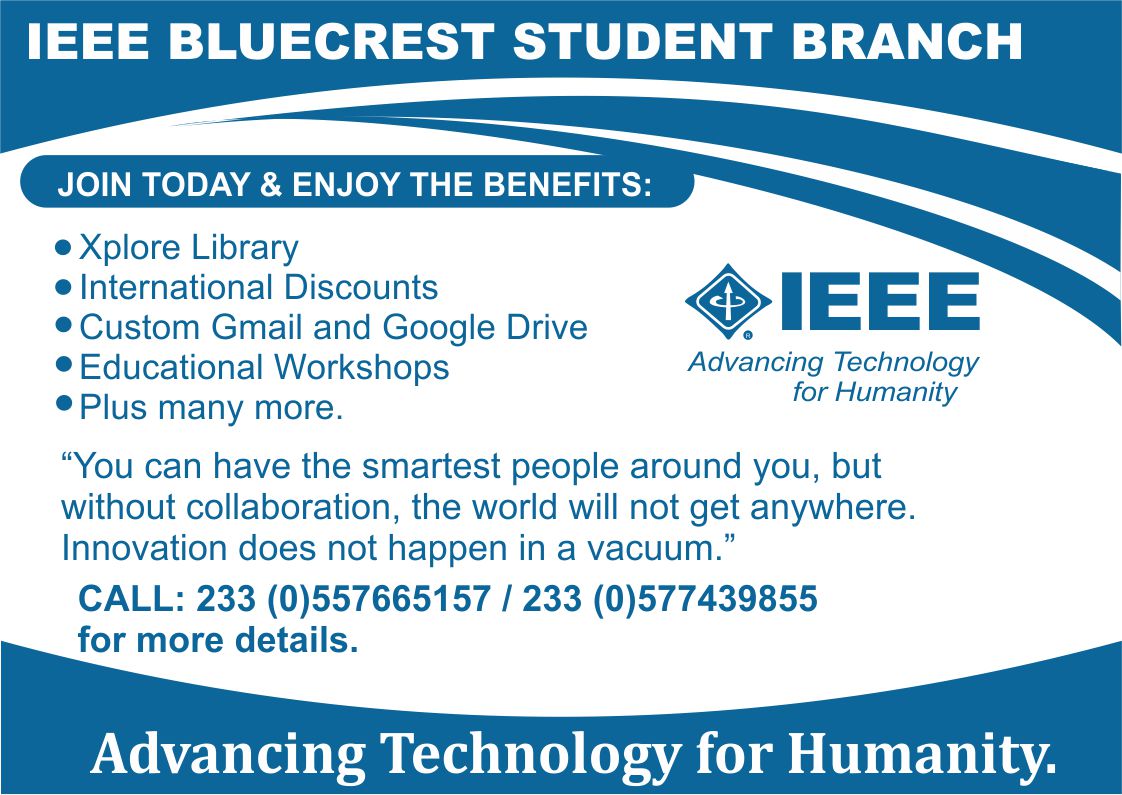 IEEE BLUECREST STUDENT BRANCH
JOIN TODAY & ENJOY THE BENEFITS:
• Xplore Library
• International Discounts
• Custom Gmail and Google Drive
• Educational Workshops
• Plus many more.
IEEE
®
Advancing Technology
for Humanity
“You can have the smartest people around you, but
without collaboration, the world will not get anywhere.
Innovation does not happen in a vacuum.”
CALL: 233 (0)557665157 / 233 (0)577439855
for more details.
Advancing Technology for Humanity.